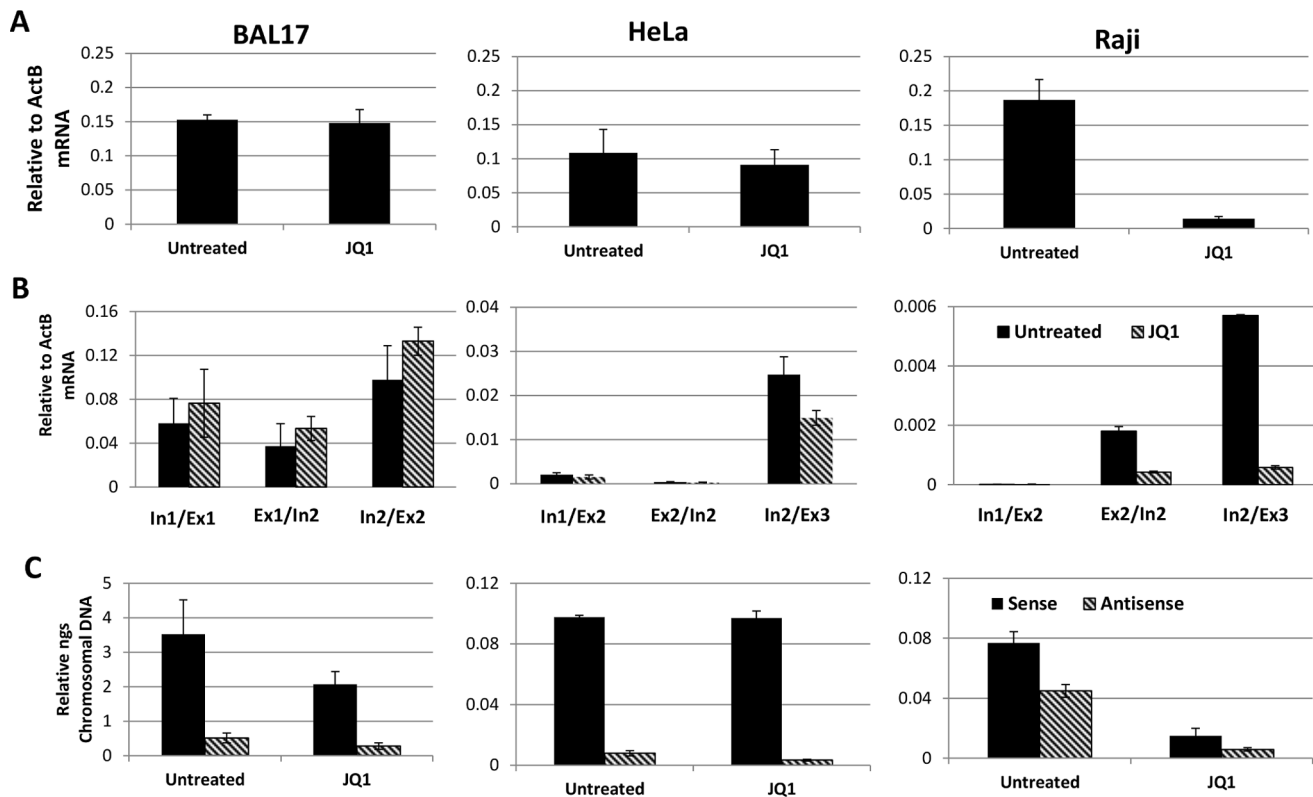 A
BAL17
HeLa
Raji
Relative to ActB
mRNA
0.25
0.2
0.15
0.1
0.05
0
Untreated JQ1
0.25
0.2
0.15
0.1
0.05
0
Untreated JQ1
0.25
0.2
0.15
0.1
0.05
0
Untreated JQ1
B
Relative to ActB
mRNA
0.16
0.12
0.08
0.04
0
In1/Ex1 Ex1/In2 In2/Ex2
0.04
0.03
0.02
0.01
0
In1/Ex2 Ex2/In2 In2/Ex3
0.006
0.004
0.002
0
Untreated JQ1
In1/Ex2 Ex2/In2 In2/Ex3
C
Relative ngs
Chromosomal DNA
5
4
3
2
1
0
Untreated JQ1
0.12
0.08
0.04
0
Untreated JQ1
0.12
0.08
0.04
0
Sense Antisense
Untreated JQ1